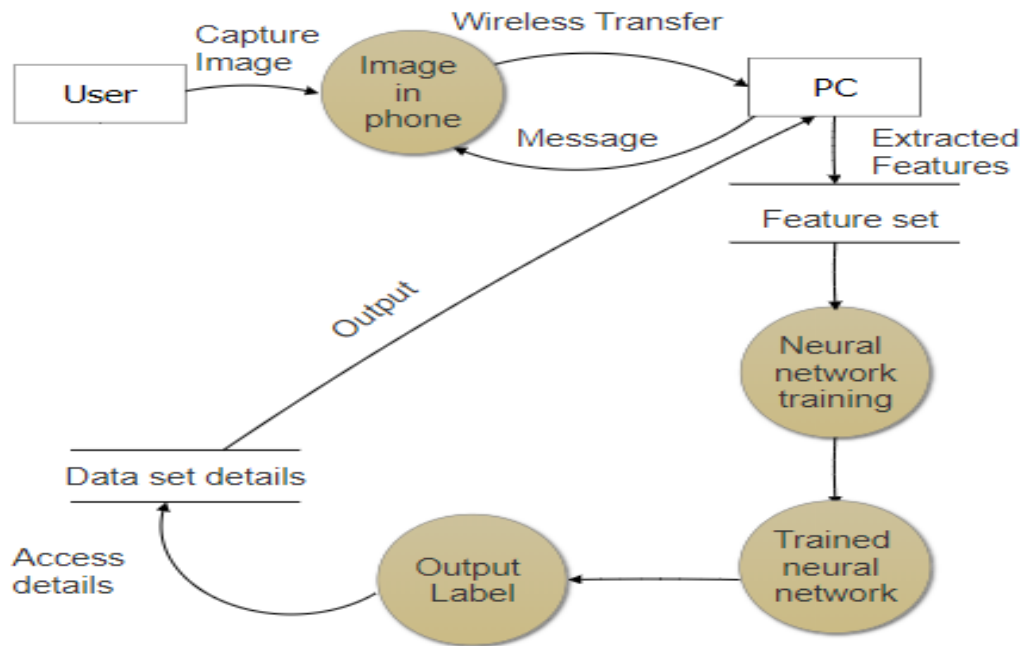 Wireless Transfer
Capture
Image
User
Image
in
phone
PC
Message
Extracted
Features
Feature set
Output
Neural
network
training
Data set details
Access
details
Output
Label
Trained
neural
network